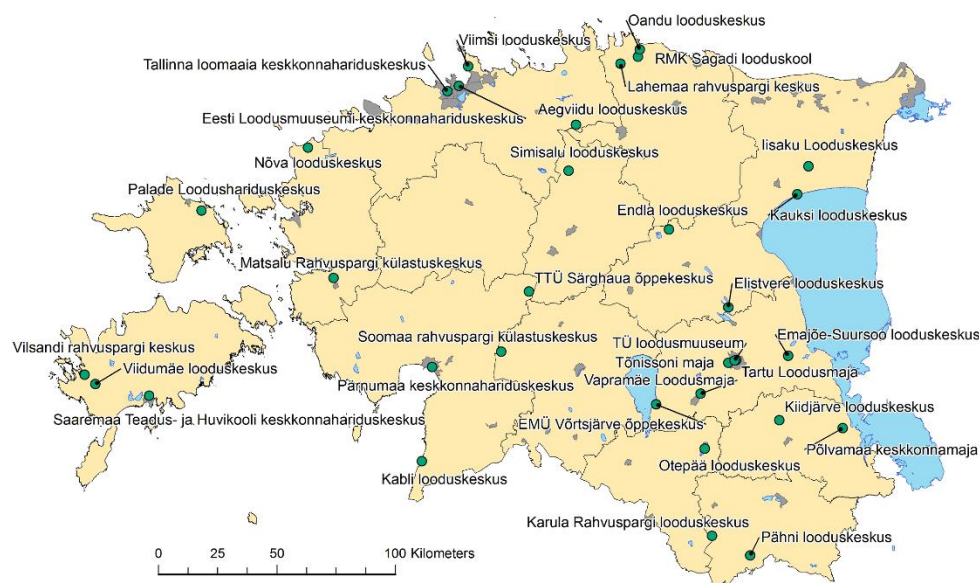 Oandu looduskeskus
Viimsi looduskeskus
RMK Sagadi looduskool
Tallinna loomaaia keskkonnahariduskeskus
Lahemaa rahvuspargi keskus
Eesti Loodusmuuseumi keskkonnahariduskeskus
Aegviidu looduskeskus
Iisaku Looduskeskus
Simisalu looduskeskus
Nõva looduskeskus
Palade Loodushariduskeskus
Endla looduskeskus
Kauksi looduskeskus
Matsalu Rahvuspargi külastuskeskus
TTÜ Särghaua õppekeskus
Elistvere looduskeskus
Soomaa rahvuspargi külastuskeskus
TÜ loodusmuuseum
Emajõe-Suursoo looduskeskus
Vilsandi rahvuspargi keskus
Tõnissoni maja
Tartu Loodusmaja
Viidumäe looduskeskus
Pärnumaa keskkonnahariduskeskus
Vapramäe Loodusmaja
Kiidjärve looduskeskus
Saaremaa Teadus- ja Huvikooli keskkonnahariduskeskus
EMÜ Võrtsjärve õppekeskus
Põlvamaa keskkonnamaja
Otepää looduskeskus
Kabli looduskeskus
Karula Rahvuspargi looduskeskus
Pähni looduskeskus
0 25 50 100 Kilometers